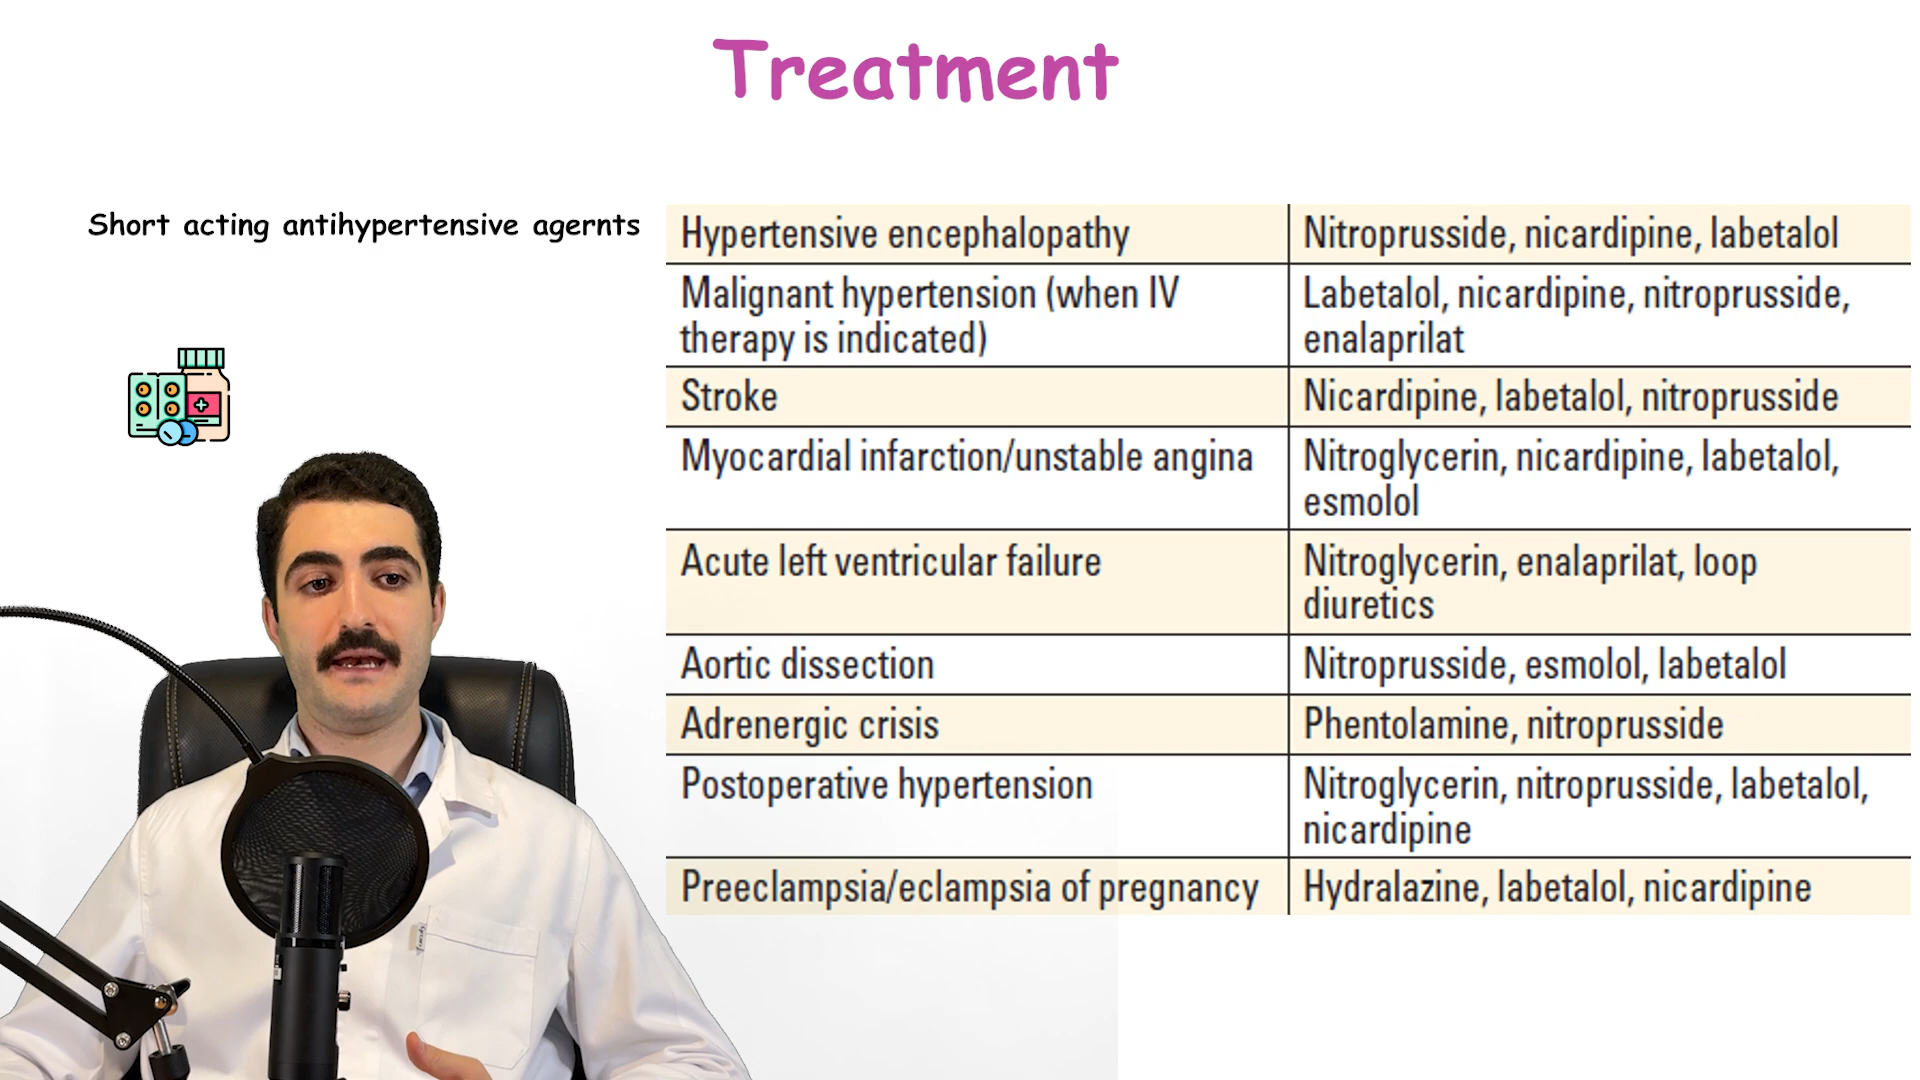 Treatment
Short acting antihypertensive agernts
Hypertensive encephalopathy
Nitroprusside, nicardipine, labetalol
Malignant hypertension (when IV
therapy is indicated)
Labetalol, nicardipine, nitroprusside,
enalaprilat
Stroke
Nicardipine, labetalol, nitroprusside
Myocardial infarction/unstable angina
Nitroglycerin, nicardipine, labetalol,
esmolol
Acute left ventricular failure
Nitroglycerin, enalaprilat, loop
diuretics
Aortic dissection
Nitroprusside, esmolol, labetalol
Adrenergic crisis
Phentolamine, nitroprusside
Postoperative hypertension
Nitroglycerin, nitroprusside, labetalol,
nicardipine
Preeclampsia/eclampsia of pregnancy
Hydralazine, labetalol, nicardipine